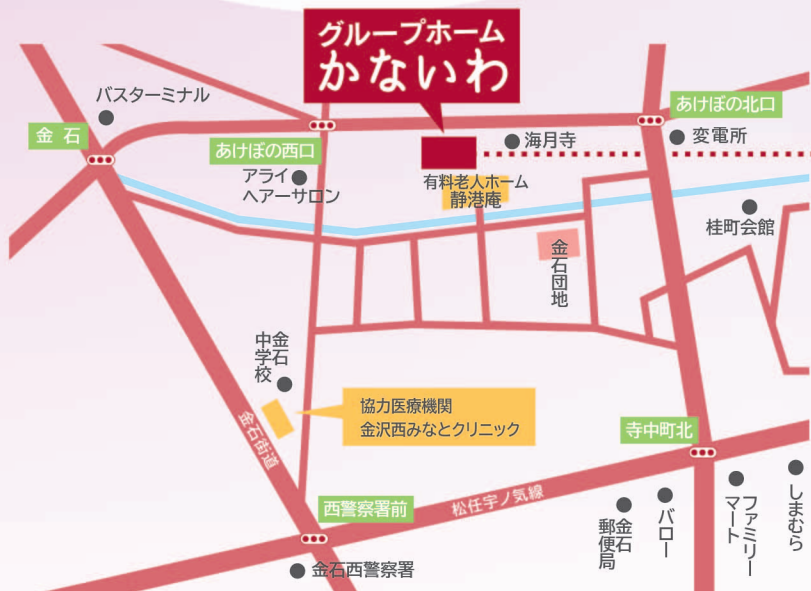 グループホーム
かないわ
バスターミナル
金石
あけぼの西口
アライ
ヘアーサロン
海月寺
あけぼの北口
変電所
有料老人ホーム
静港庵
桂町会館
金石団地
金石
中学校
協力医療機関
金沢西みなとクリニック
金石街道
寺中町北
西警察署前
松任宇ノ気線
金石西警察署
金石
郵便局
バロー
ファミリー
マート
しまむら